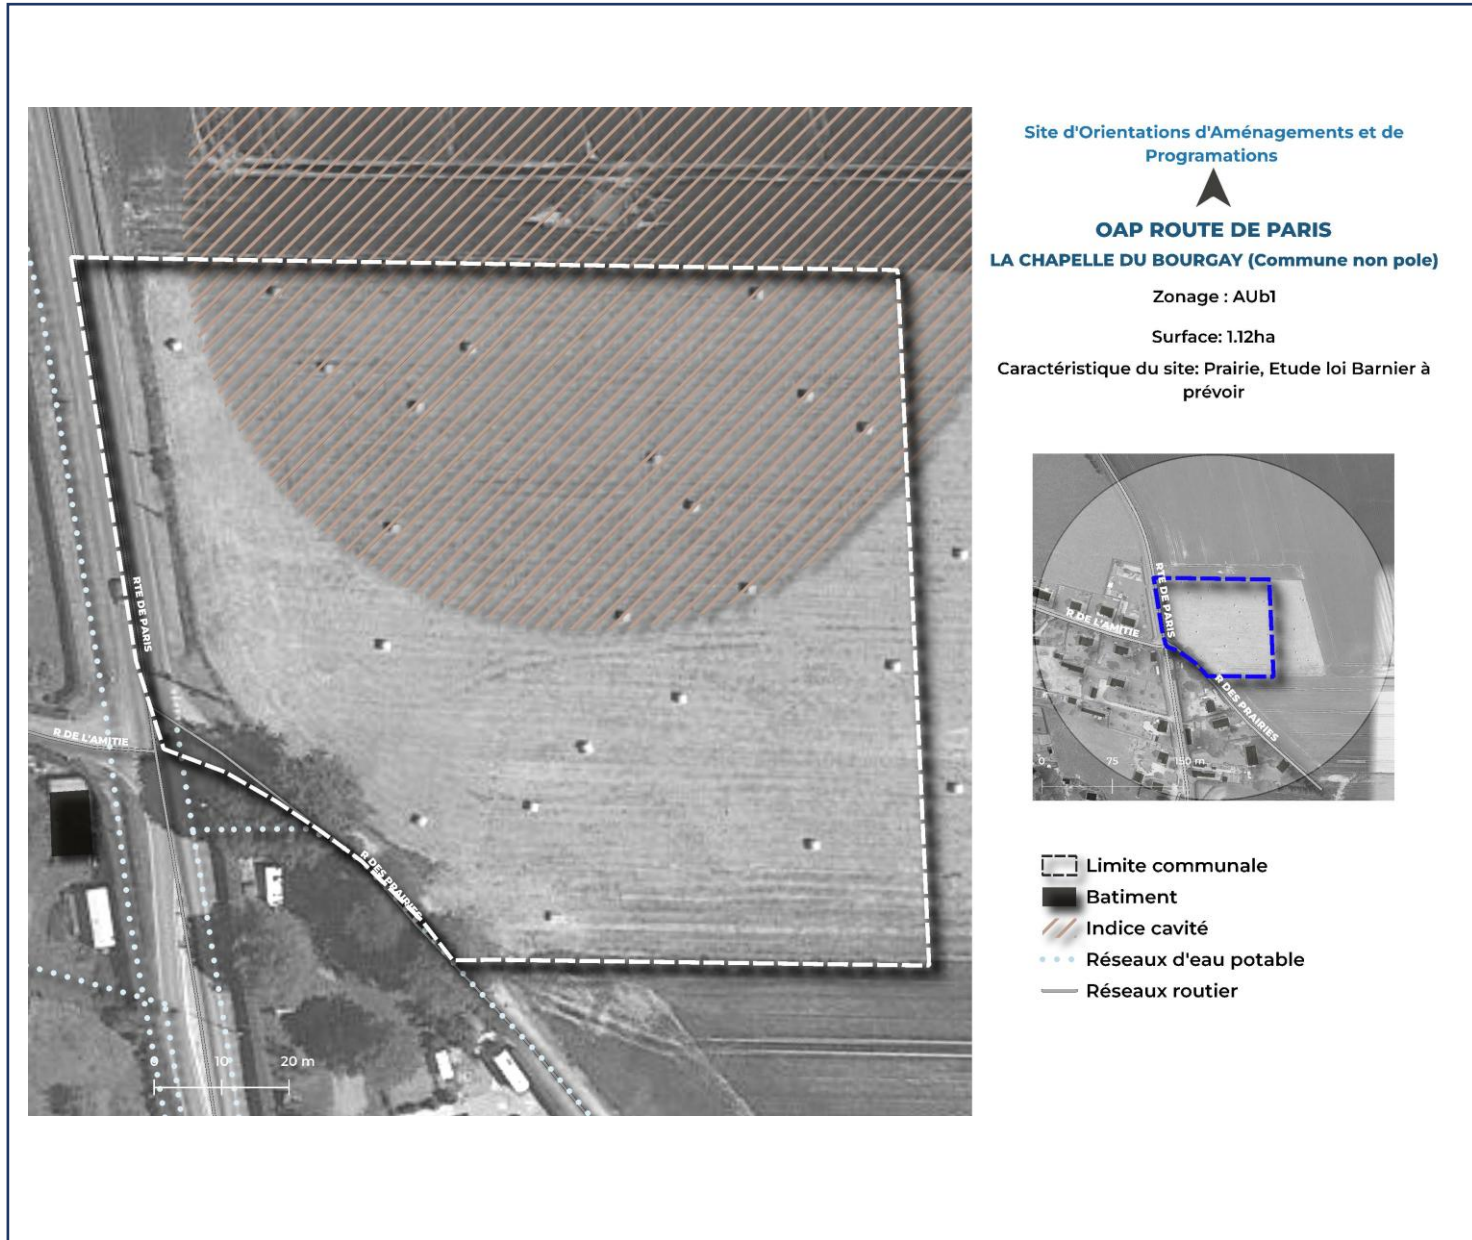 Site d'Orientations d'Aménagements et de
Programations
OAP ROUTE DE PARIS
LA CHAPELLE DU BOURGAY (Commune non pole)
Zonage : AUb1
Surface: 1.12ha
Caractéristique du site: Prairie, Etude loi Barnier à
prévoir
RTE DE PARIS
R DE L'AMITIE
R DES PRAIRIES
0 10 20 m
RTE DE PARIS
R DE L'AMITIE
R DES PRAIRIES
0 75 150 m
Limite communale
Batiment
Indice cavité
Réseaux d'eau potable
Réseaux routier